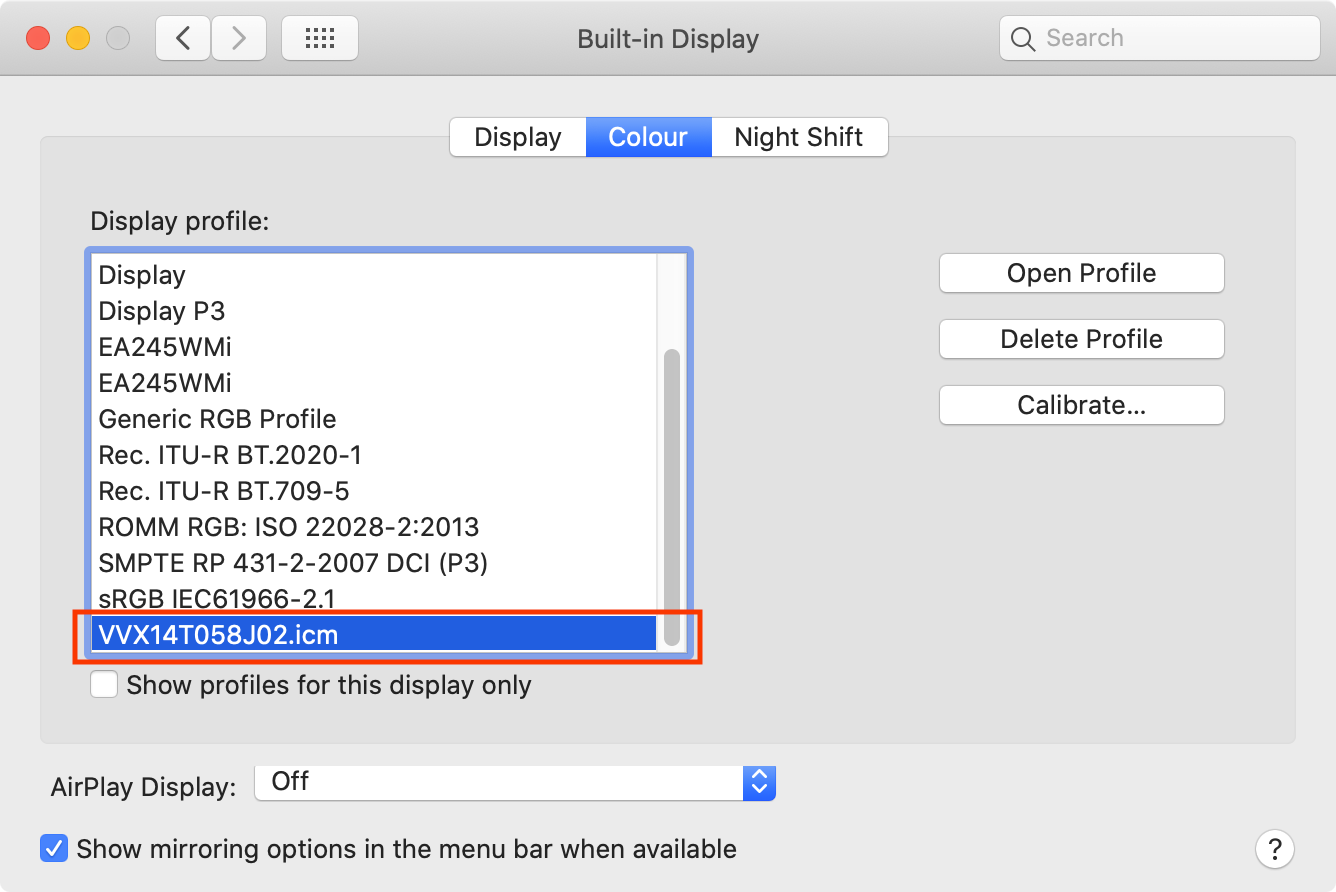 Built-in Display
Search
Display
Colour
Night Shift
Display profile:
Display
Display P3
EA245WMi
EA245WMi
Generic RGB Profile
Rec. ITU-R BT.2020-1
Rec. ITU-R BT.709-5
ROMM RGB: ISO 22028-2:2013
SMPTE RP 431-2-2007 DCI (P3)
sRGB IEC61966-2.1
VVX14T058J02.icm
Open Profile
Delete Profile
Calibrate...
Show profiles for this display only
AirPlay Display:
Off
Show mirroring options in the menu bar when available
?